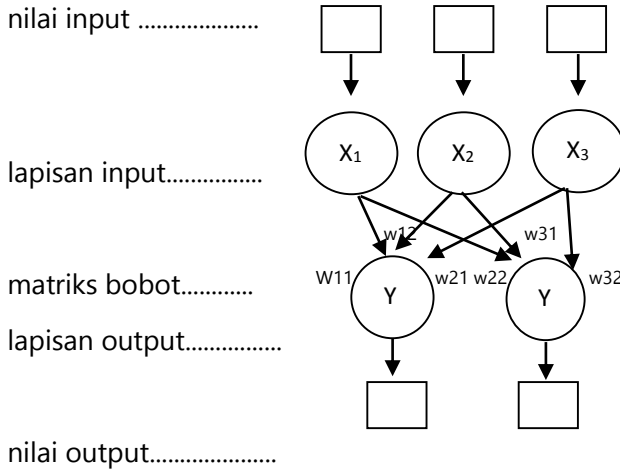 nilai input ....................
X1 X2 X3
lapisan input................
w12 w31
W11 Y w21 w22 Y w32
matriks bobot............
lapisan output................
nilai output.....................